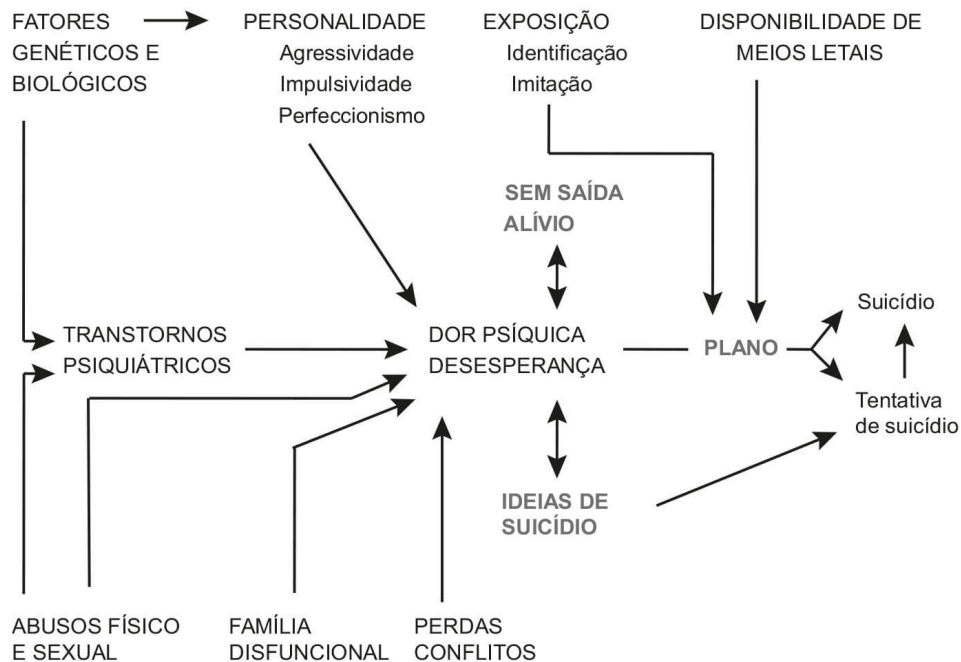 FATORES
GENÉTICOS E
BIOLÓGICOS
PERSONALIDADE
Agressividade
Impulsividade
Perfeccionismo
EXPOSIÇÃO
Identificação
Imitação
DISPONIBILIDADE DE
MEIOS LETAIS
SEM SAÍDA
ALÍVIO
TRANSTORNOS
PSIQUIÁTRICOS
DOR PSÍQUICA
DESESPERANÇA
PLANO
Suicídio
Tentativa
de suicídio
IDEIAS DE
SUICÍDIO
ABUSOS FÍSICO
E SEXUAL
FAMÍLIA
DISFUNCIONAL
PERDAS
CONFLITOS